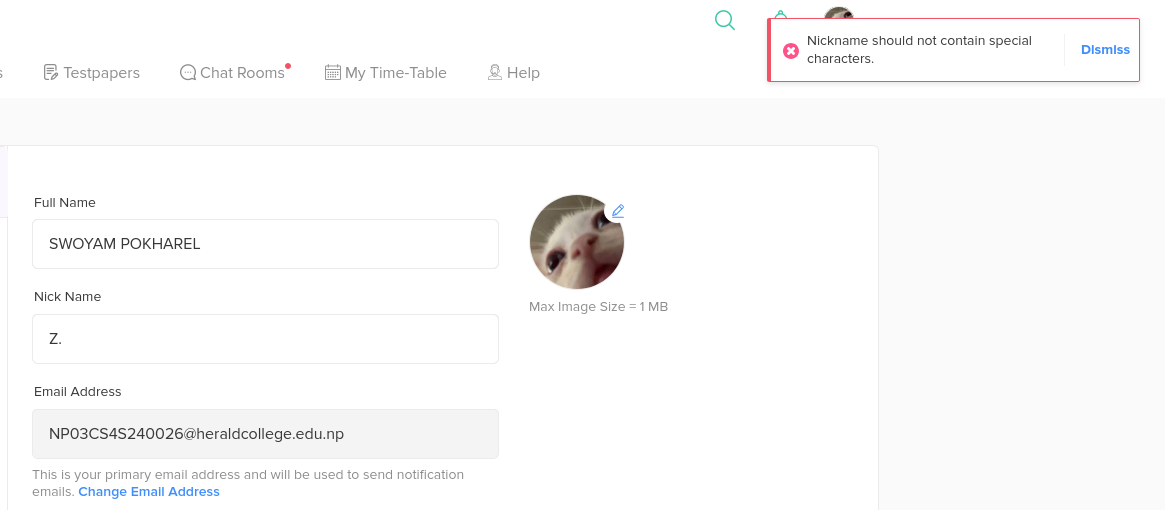 s
Testpapers
Chat Rooms
My Time-Table
Help
Nickname should not contain special
characters.
Dismiss
Full Name
SWOYAM POKHAREL
Max Image Size = 1 MB
Nick Name
Z.
Email Address
NP03CS4S240026@heraldcollege.edu.np
This is your primary email address and will be used to send notification
emails. Change Email Address